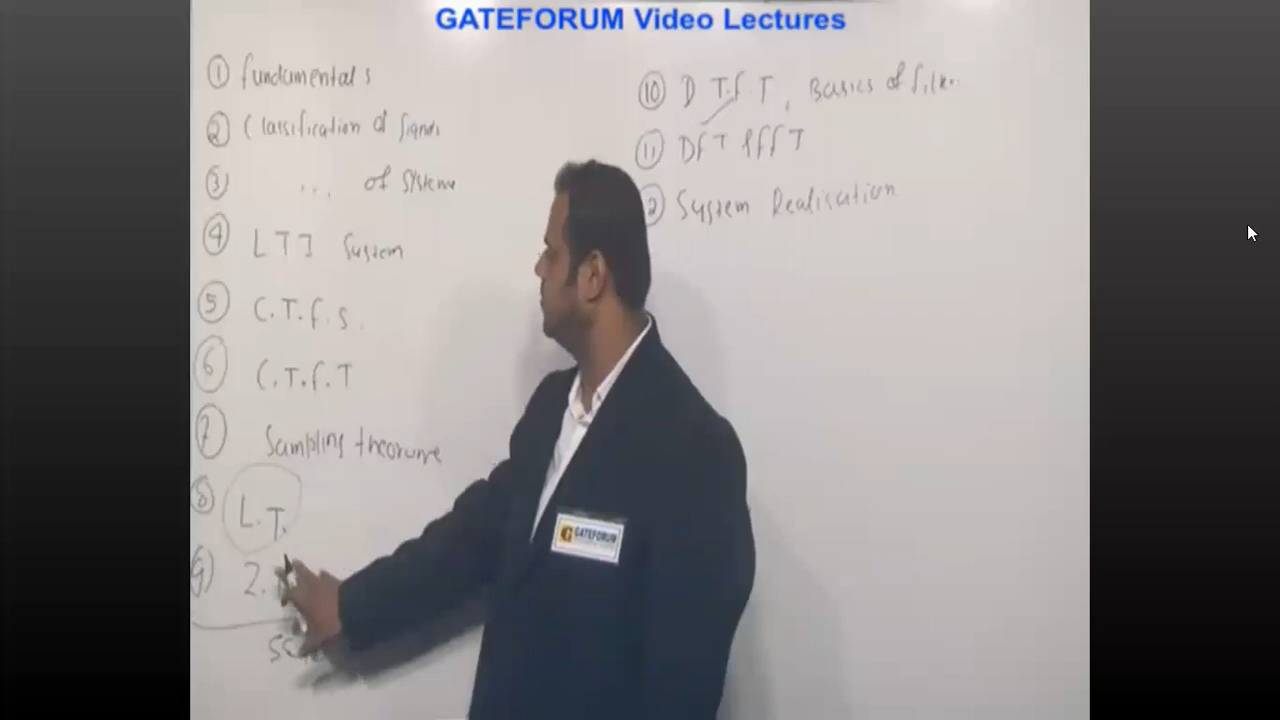 GATEFORUM Video Lectures
① fundamentals
② Classification of Signals
③ ... of Systems
④ LTI System
⑤ C.T.F.S.
⑥ C.T.F.T
⑦ Sampling theorem
⑧ L.T.
⑨ Z.
⑩ D T.F.T, Basics of filter
⑪ DFT & FFT
System Realisation
GATEFORUM